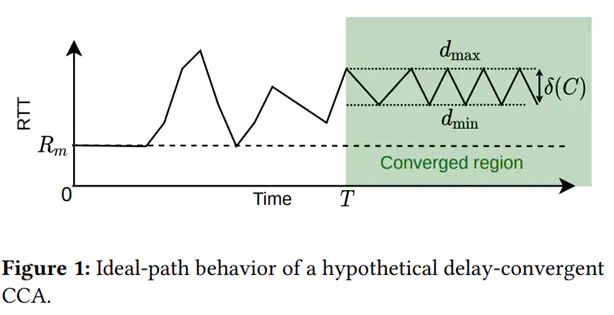 d_max
RTT
δ(C)
d_min
R_m
Converged region
0
Time
T
Figure 1: Ideal-path behavior of a hypothetical delay-convergent
CCA.